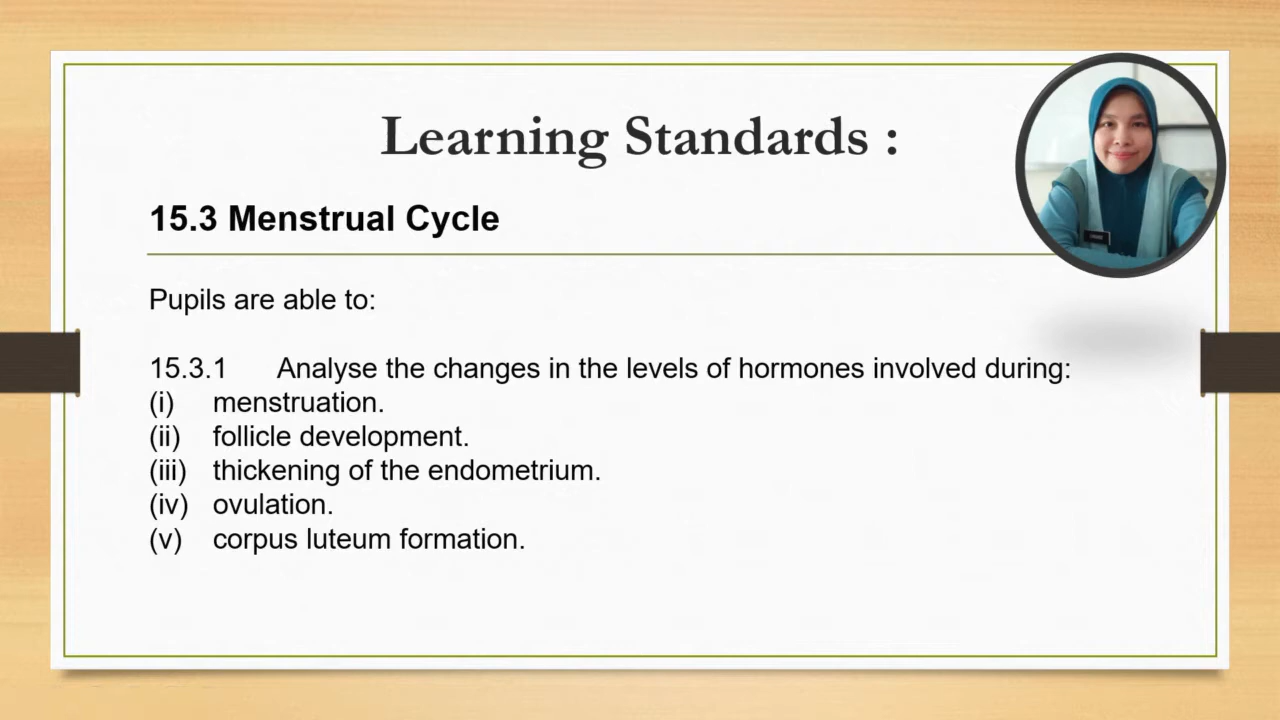 Learning Standards :
15.3 Menstrual Cycle
Pupils are able to:
15.3.1 Analyse the changes in the levels of hormones involved during:
(i) menstruation.
(ii) follicle development.
(iii) thickening of the endometrium.
(iv) ovulation.
(v) corpus luteum formation.